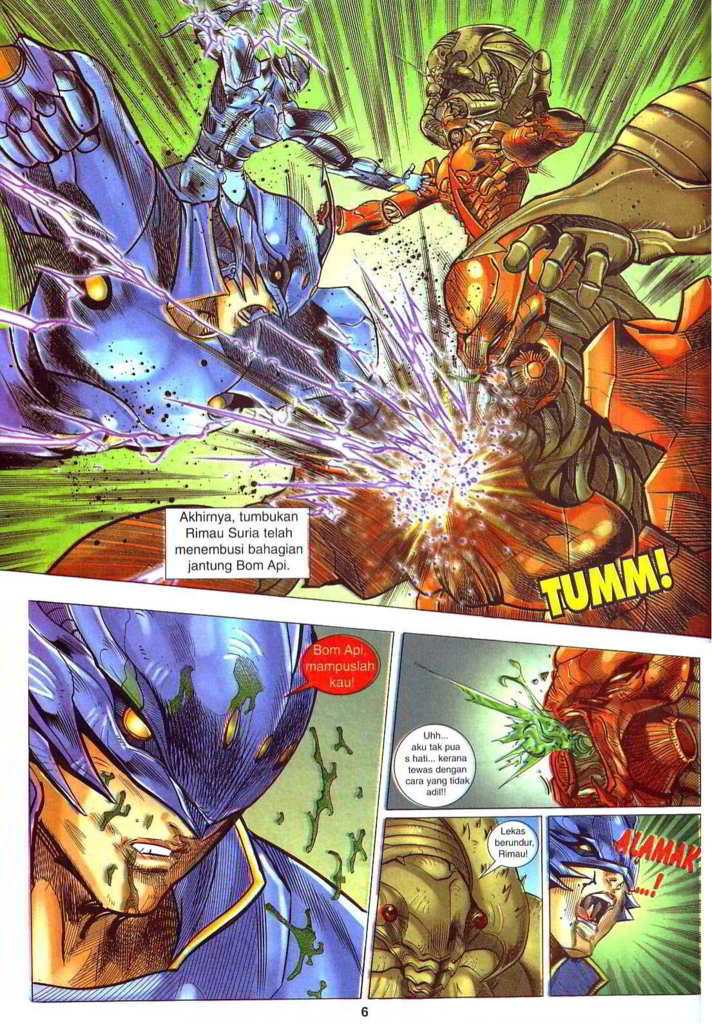 Akhirnya, tumbukan
Rimau Suria telah
menembusi bahagian
jantung Bom Api.
TUMM!
Bom Api,
mampuslah
kau!
Uhh...
aku tak pua
s hati... kerana
tewas dengan
cara yang tidak
adil!!
Lekas
berundur,
Rimau!
ALAMAK
....!
6